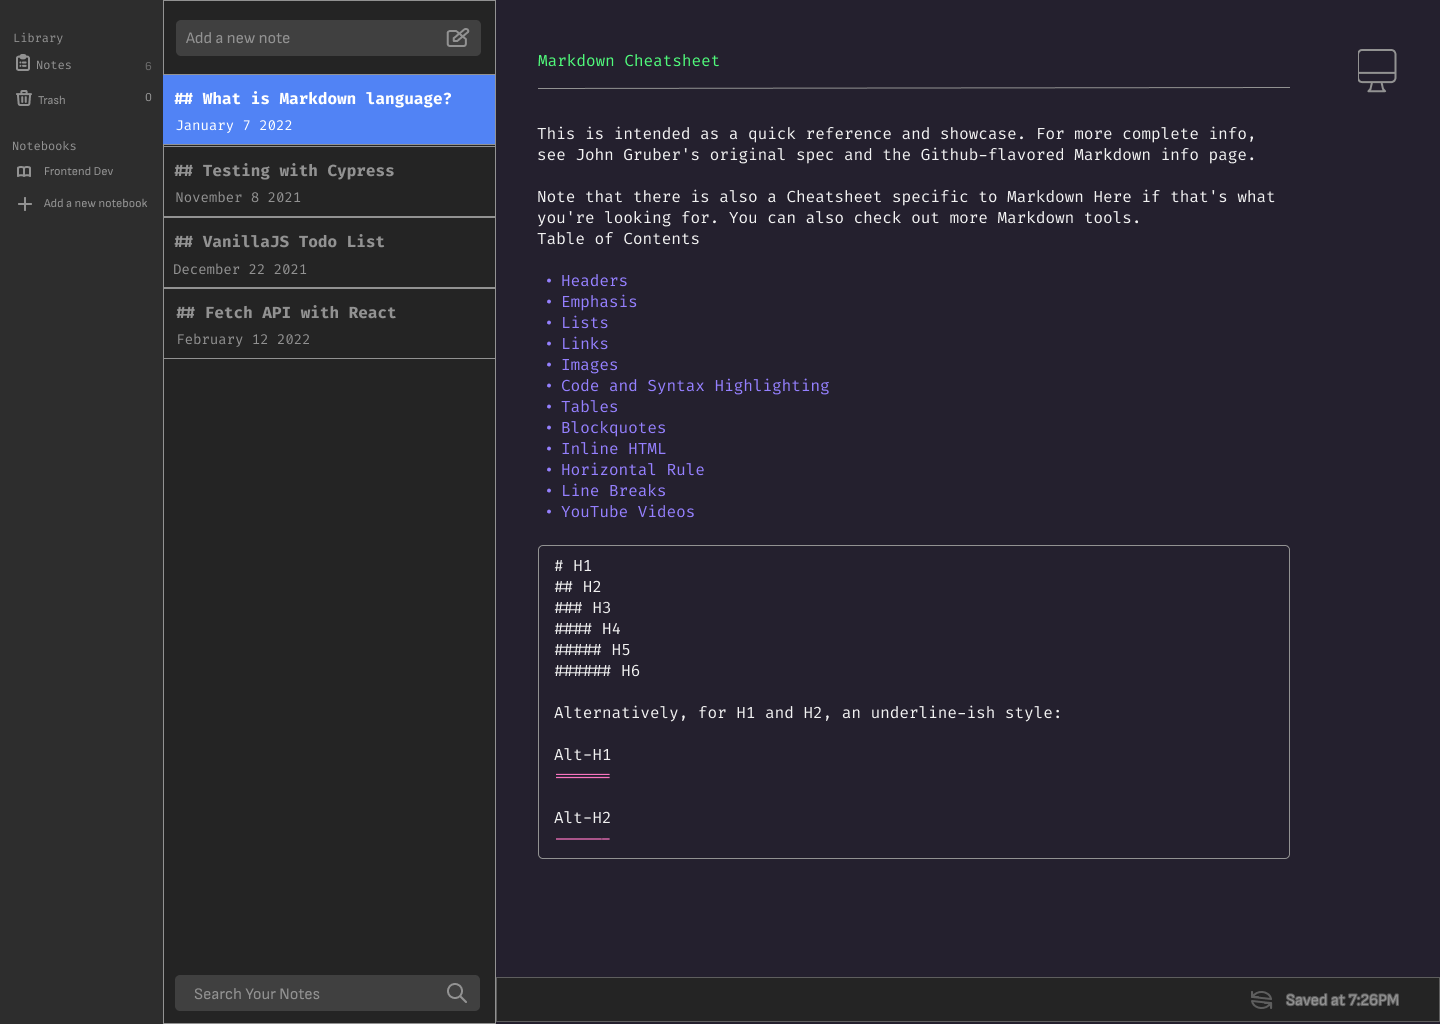 Library
Notes 6
Trash 0
Notebooks
Frontend Dev
Add a new notebook
Add a new note
## What is Markdown language?
January 7 2022
## Testing with Cypress
November 8 2021
## VanillaJS Todo List
December 22 2021
## Fetch API with React
February 12 2022
Search Your Notes
Markdown Cheatsheet
This is intended as a quick reference and showcase. For more complete info,
see John Gruber's original spec and the Github-flavored Markdown info page.
Note that there is also a Cheatsheet specific to Markdown Here if that's what
you're looking for. You can also check out more Markdown tools.
Table of Contents
• Headers
• Emphasis
• Lists
• Links
• Images
• Code and Syntax Highlighting
• Tables
• Blockquotes
• Inline HTML
• Horizontal Rule
• Line Breaks
• YouTube Videos
# H1
## H2
### H3
#### H4
##### H5
###### H6
Alternatively, for H1 and H2, an underline-ish style:
Alt-H1
======
Alt-H2
------
Saved at 7:26PM